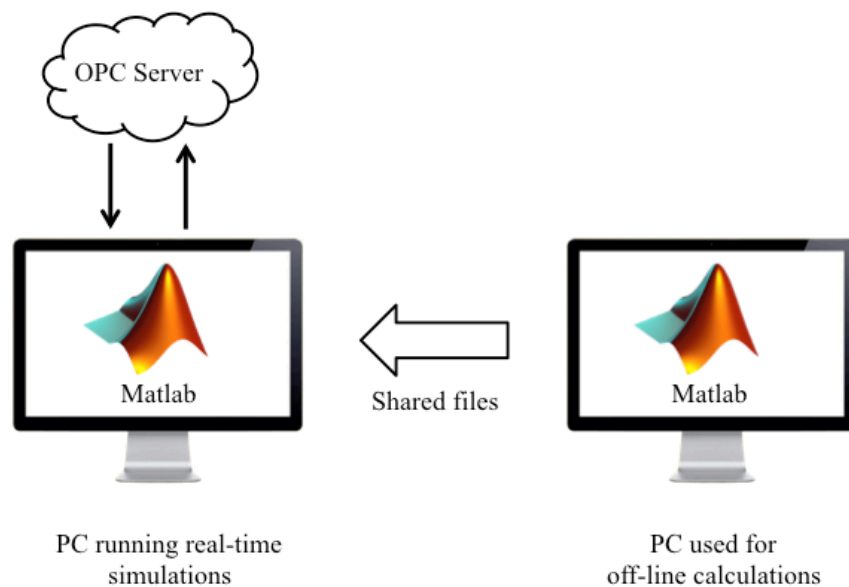 OPC Server
Matlab
Matlab
Shared files
PC running real-time
simulations
PC used for
off-line calculations